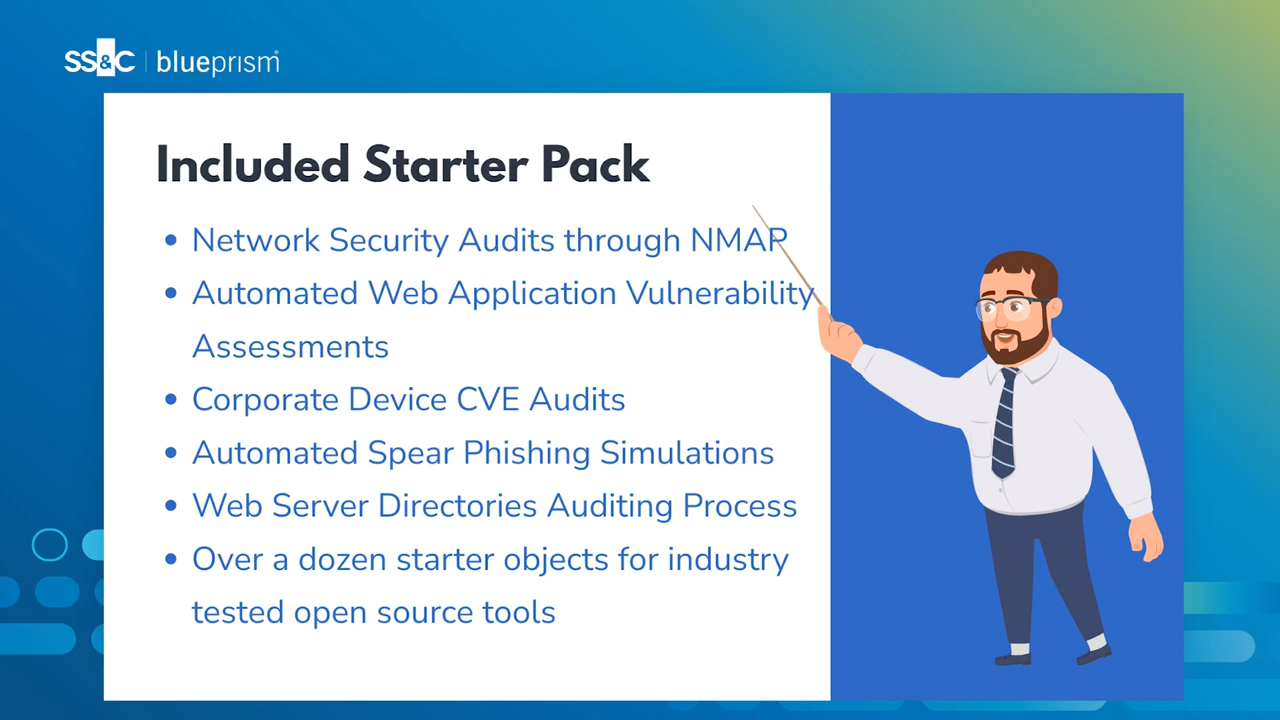 SS&C | blueprism®
Included Starter Pack
• Network Security Audits through NMAP
• Automated Web Application Vulnerability
Assessments
• Corporate Device CVE Audits
• Automated Spear Phishing Simulations
• Web Server Directories Auditing Process
• Over a dozen starter objects for industry
tested open source tools